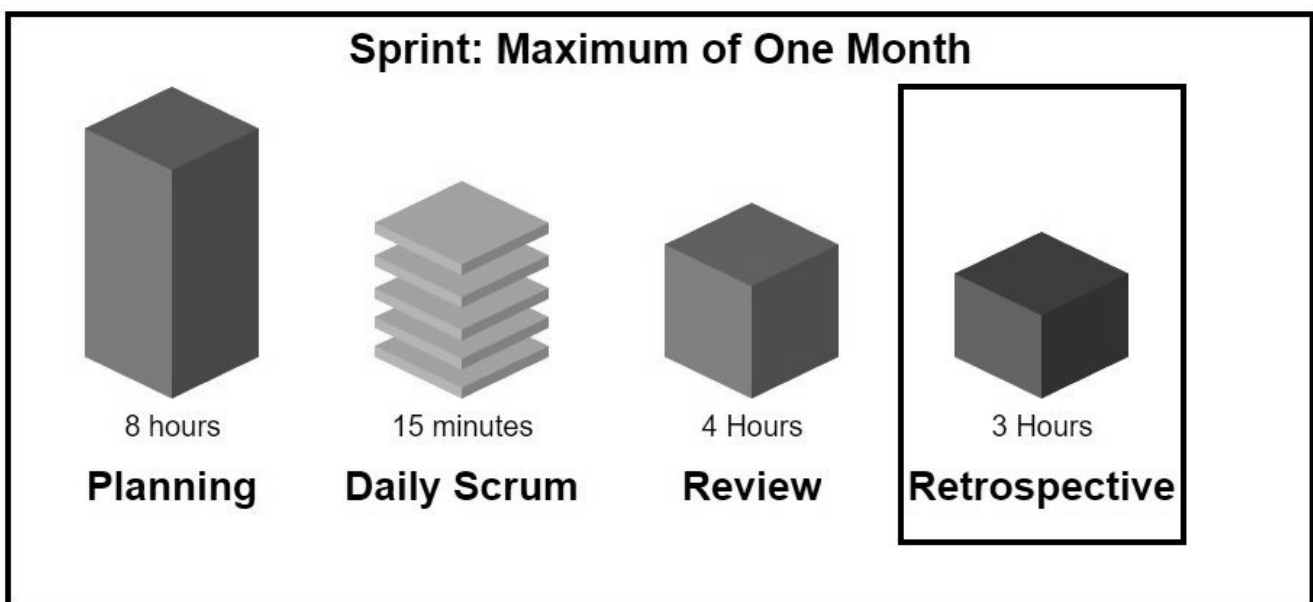 Sprint: Maximum of One Month
8 hours
15 minutes
4 Hours
3 Hours
Planning
Daily Scrum
Review
Retrospective